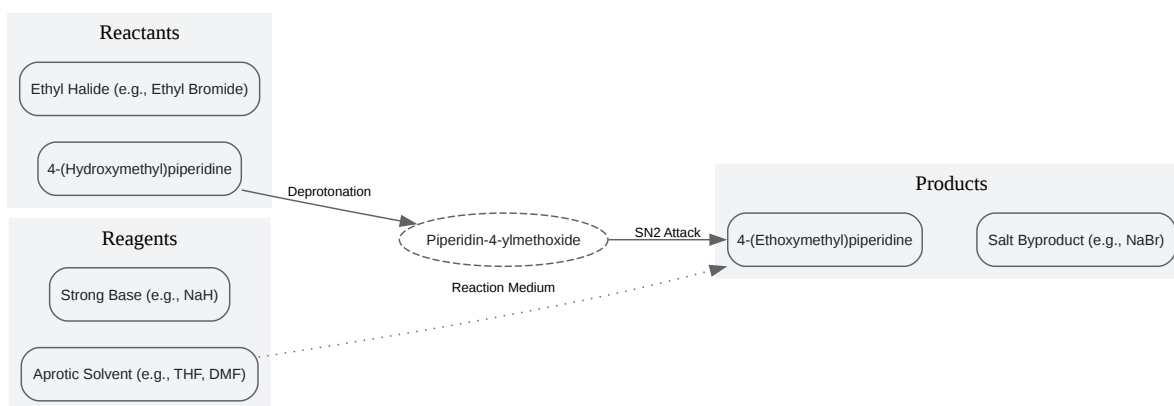 Reactants
Ethyl Halide (e.g., Ethyl Bromide)
4-(Hydroxymethyl)piperidine
Deprotonation
Reagents
Strong Base (e.g., NaH)
Aprotic Solvent (e.g., THF, DMF)
Piperidin-4-ylmethoxide
SN2 Attack
Reaction Medium
Products
4-(Ethoxymethyl)piperidine
Salt Byproduct (e.g., NaBr)